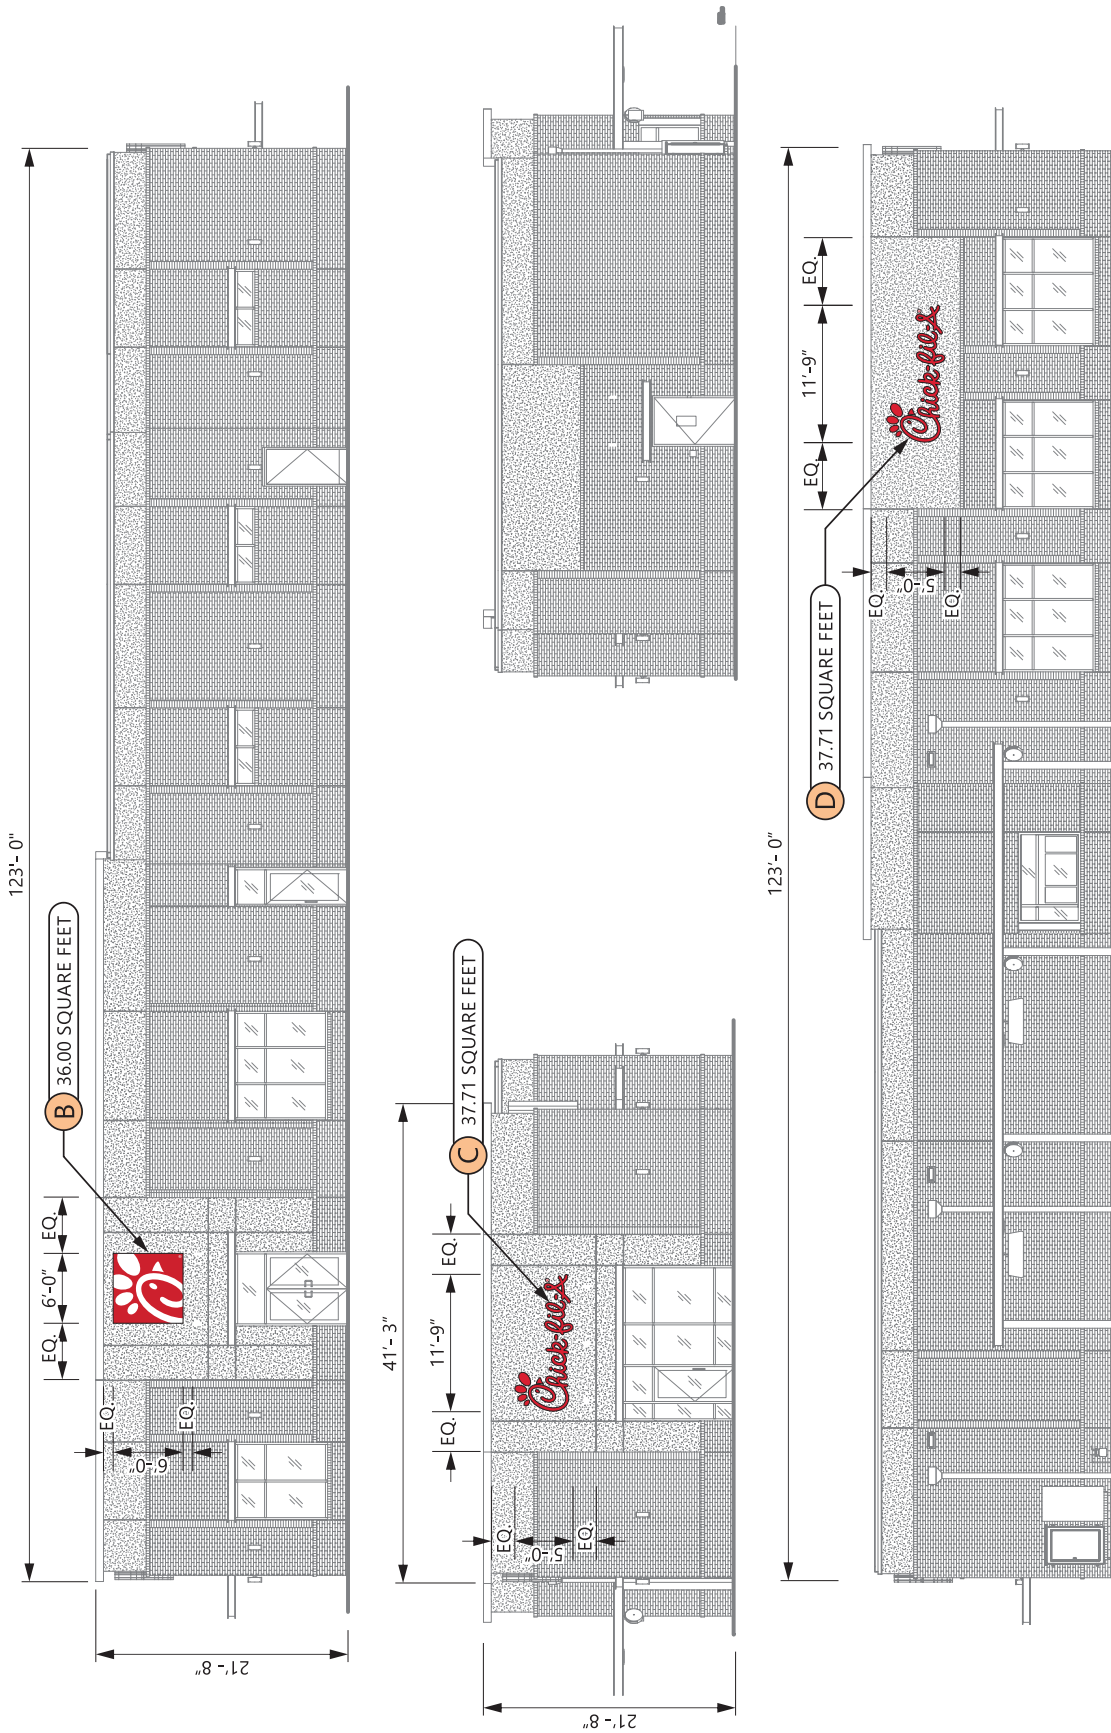 123'- 0"
B 36.00 SQUARE FEET
EQ.
6'-0"
EQ.
EQ.
6'-0"
EQ.
21'-8"
41'- 3"
C 37.71 SQUARE FEET
EQ.
11'-9"
EQ.
Chick-fil-A
EQ.
5'-0"
EQ.
21'-8"
123'- 0"
D 37.71 SQUARE FEET
EQ.
11'-9"
EQ.
Chick-fil-A
EQ.
5'-0"
EQ.